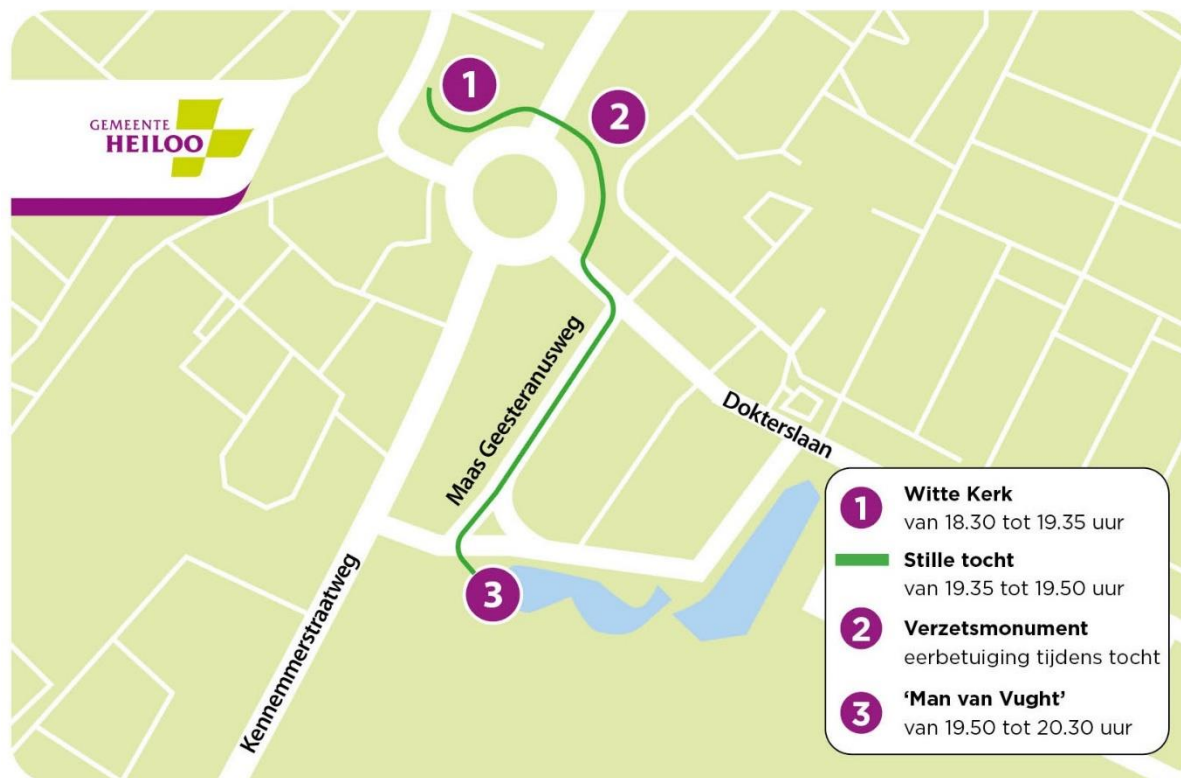 GEMEENTE
HEILOO
1
2
Maas Geesteranusweg
Dokterslaan
Kennemmerstraatweg
3
1 Witte Kerk
van 18.30 tot 19.35 uur
Stille tocht
van 19.35 tot 19.50 uur
2 Verzetsmonument
eerbetuiging tijdens tocht
3 ‘Man van Vught’
van 19.50 tot 20.30 uur